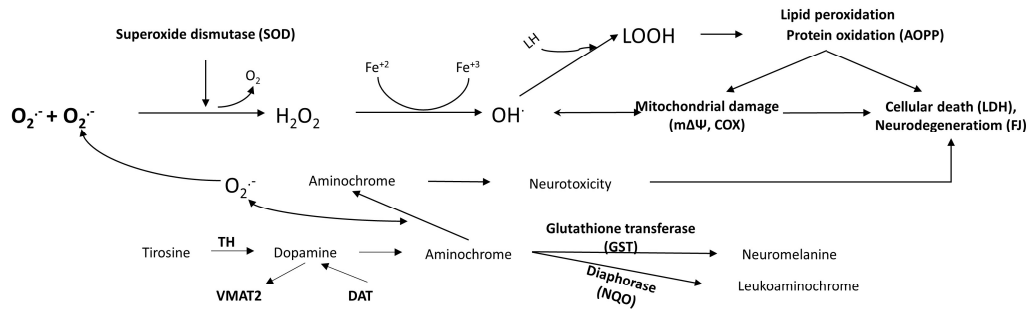 Lipid peroxidation
Superoxide dismutase (SOD)
LH
LOOH
Protein oxidation (AOPP)
O₂
Fe⁺²
Fe⁺³
O₂·⁻ + O₂·⁻
H₂O₂
OH·
Mitochondrial damage
(mΔΨ, COX)
Cellular death (LDH),
Neurodegeneratiom (FJ)
O₂·⁻
Aminochrome
Neurotoxicity
Glutathione transferase
(GST)
Tirosine
TH
Dopamine
Aminochrome
Neuromelanine
Diaphorase
(NQO)
Leukoaminochrome
VMAT2
DAT